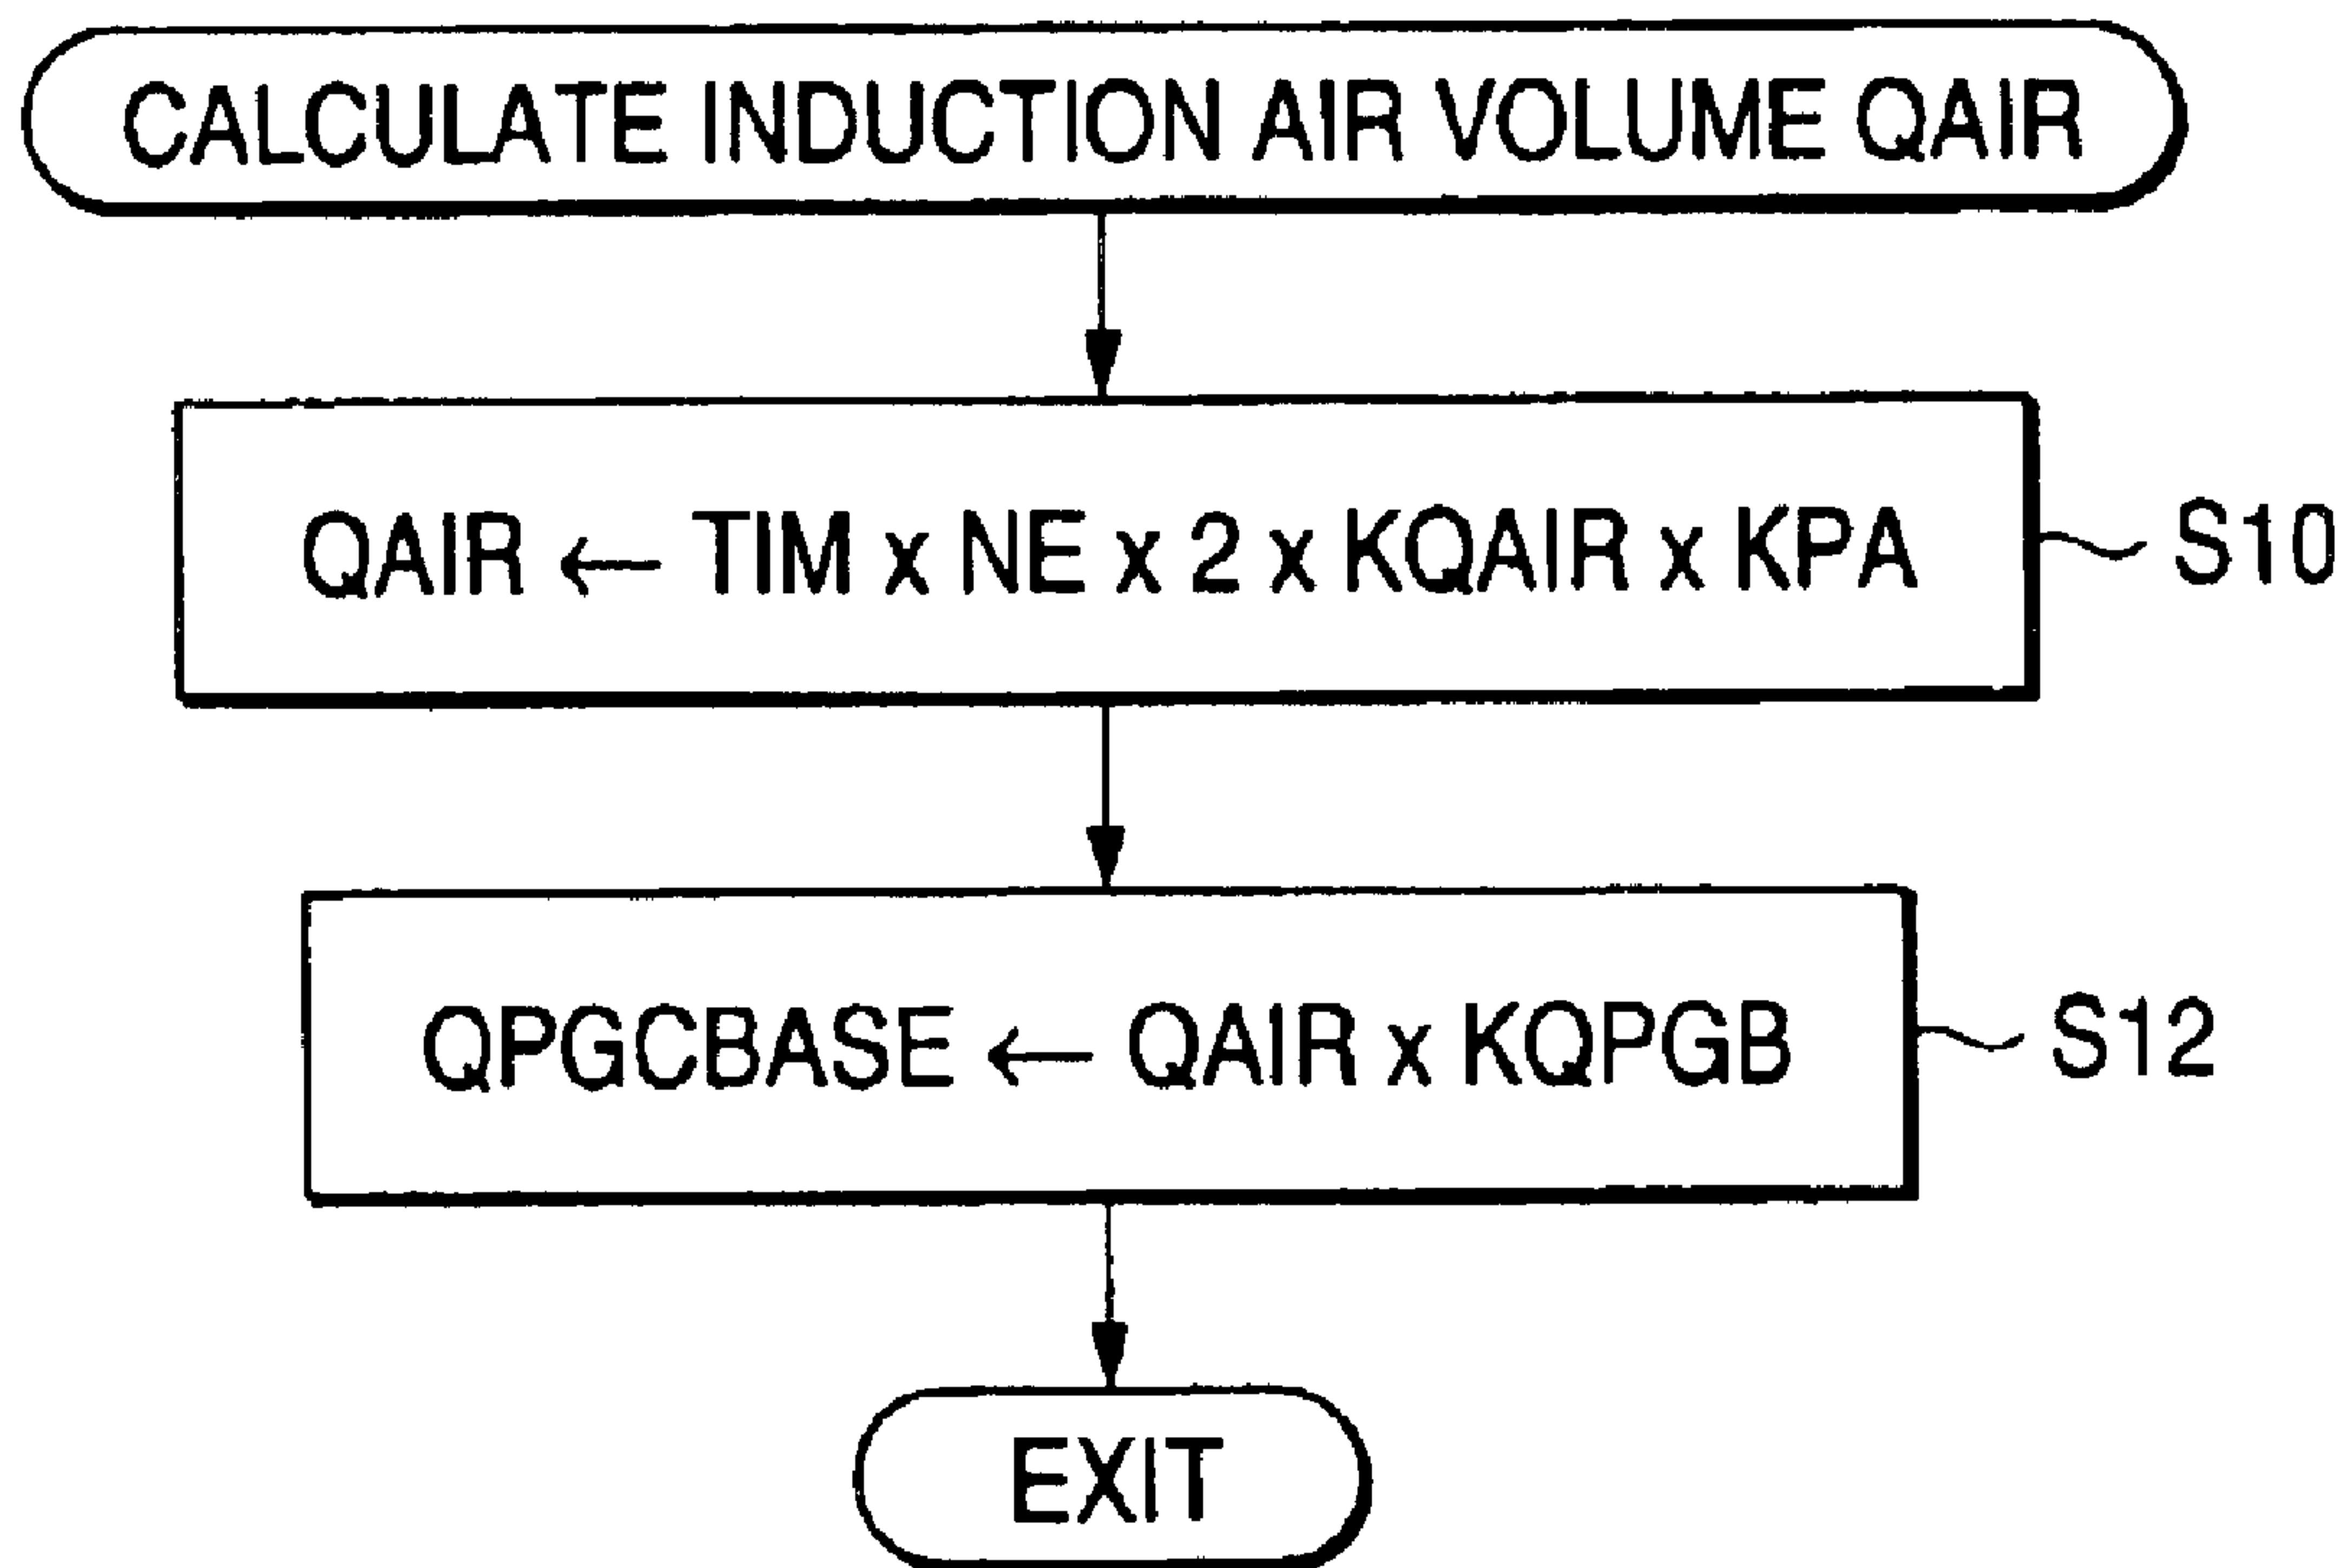 CALCULATE INDUCTION AIR VOLUME QAIR
QAIR ← TIM x NE x 2 x KQAIR x KPA
S10
QPGCBASE ← QAIR x KQPGB
S12
EXIT